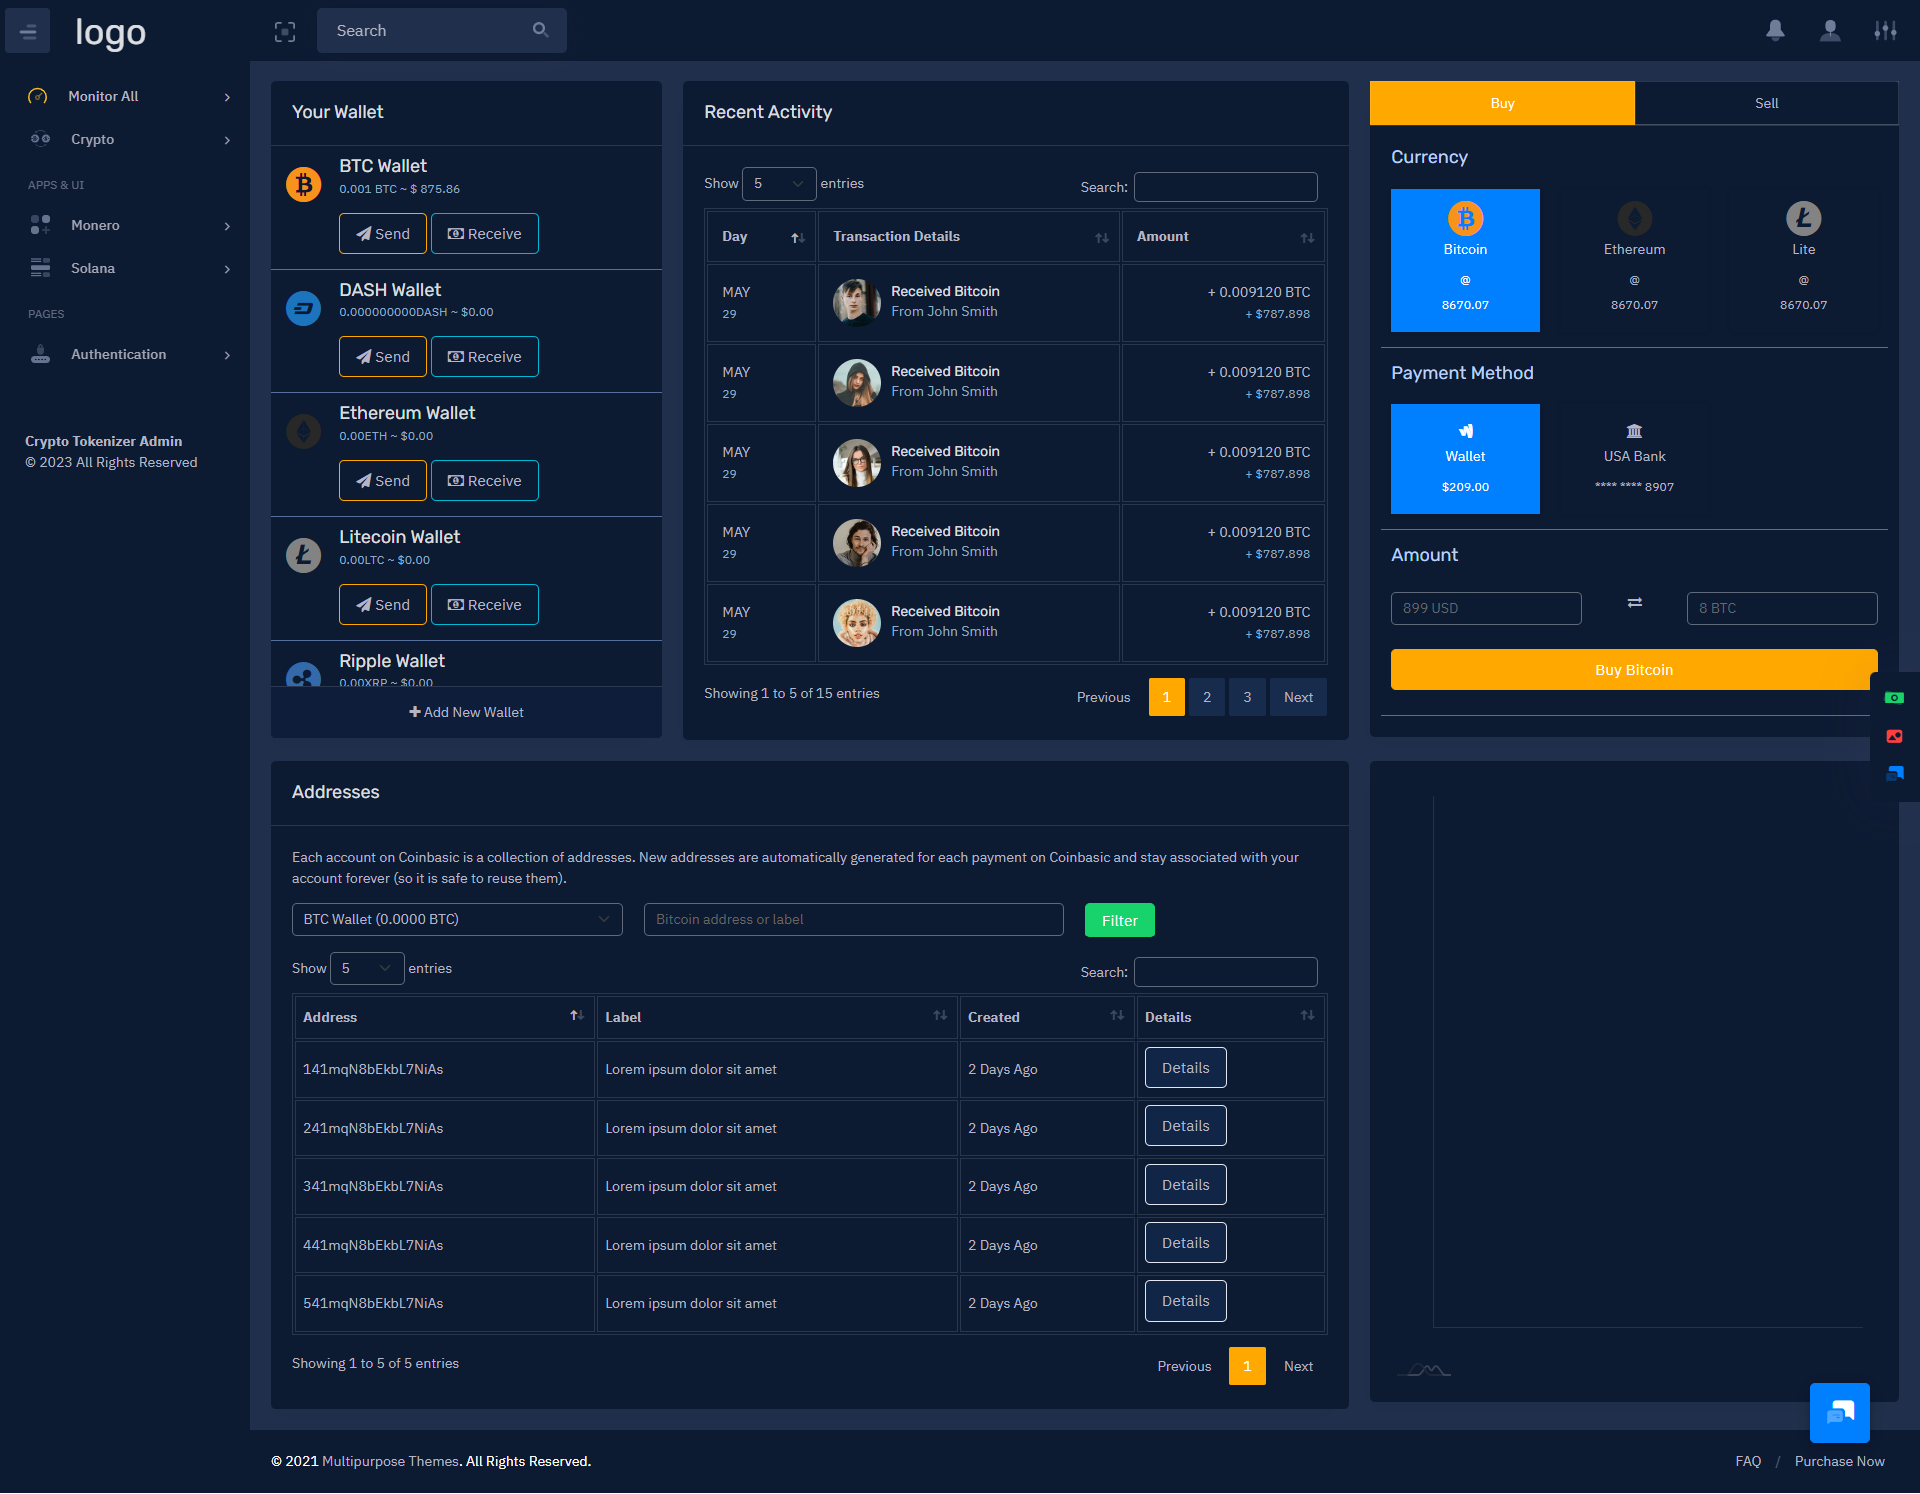 logo
Search
Monitor All
Crypto
APPS & UI
Monero
Solana
PAGES
Authentication
Crypto Tokenizer Admin
© 2023 All Rights Reserved
Your Wallet
BTC Wallet
0.001 BTC ~ $ 875.86
Send Receive
DASH Wallet
0.000000000DASH ~ $0.00
Send Receive
Ethereum Wallet
0.00ETH ~ $0.00
Send Receive
Litecoin Wallet
0.00LTC ~ $0.00
Send Receive
Ripple Wallet
0.00XRP ~ $0.00
Add New Wallet
Recent Activity
Show 5 entries
Search:
Day Transaction Details Amount
MAY Received Bitcoin + 0.009120 BTC
29 From John Smith + $787.898
MAY Received Bitcoin + 0.009120 BTC
29 From John Smith + $787.898
MAY Received Bitcoin + 0.009120 BTC
29 From John Smith + $787.898
MAY Received Bitcoin + 0.009120 BTC
29 From John Smith + $787.898
MAY Received Bitcoin + 0.009120 BTC
29 From John Smith + $787.898
Showing 1 to 5 of 15 entries
Previous 1 2 3 Next
Buy Sell
Currency
Bitcoin Ethereum Lite
@ @ @
8670.07 8670.07 8670.07
Payment Method
Wallet USA Bank
$209.00 **** **** 8907
Amount
899 USD 8 BTC
Buy Bitcoin
Addresses
Each account on Coinbasic is a collection of addresses. New addresses are automatically generated for each payment on Coinbasic and stay associated with your
account forever (so it is safe to reuse them).
BTC Wallet (0.0000 BTC) Bitcoin address or label Filter
Show 5 entries
Search:
Address Label Created Details
141mqN8bEkbL7NiAs Lorem ipsum dolor sit amet 2 Days Ago Details
241mqN8bEkbL7NiAs Lorem ipsum dolor sit amet 2 Days Ago Details
341mqN8bEkbL7NiAs Lorem ipsum dolor sit amet 2 Days Ago Details
441mqN8bEkbL7NiAs Lorem ipsum dolor sit amet 2 Days Ago Details
541mqN8bEkbL7NiAs Lorem ipsum dolor sit amet 2 Days Ago Details
Showing 1 to 5 of 5 entries
Previous 1 Next
© 2021 Multipurpose Themes. All Rights Reserved.
FAQ / Purchase Now